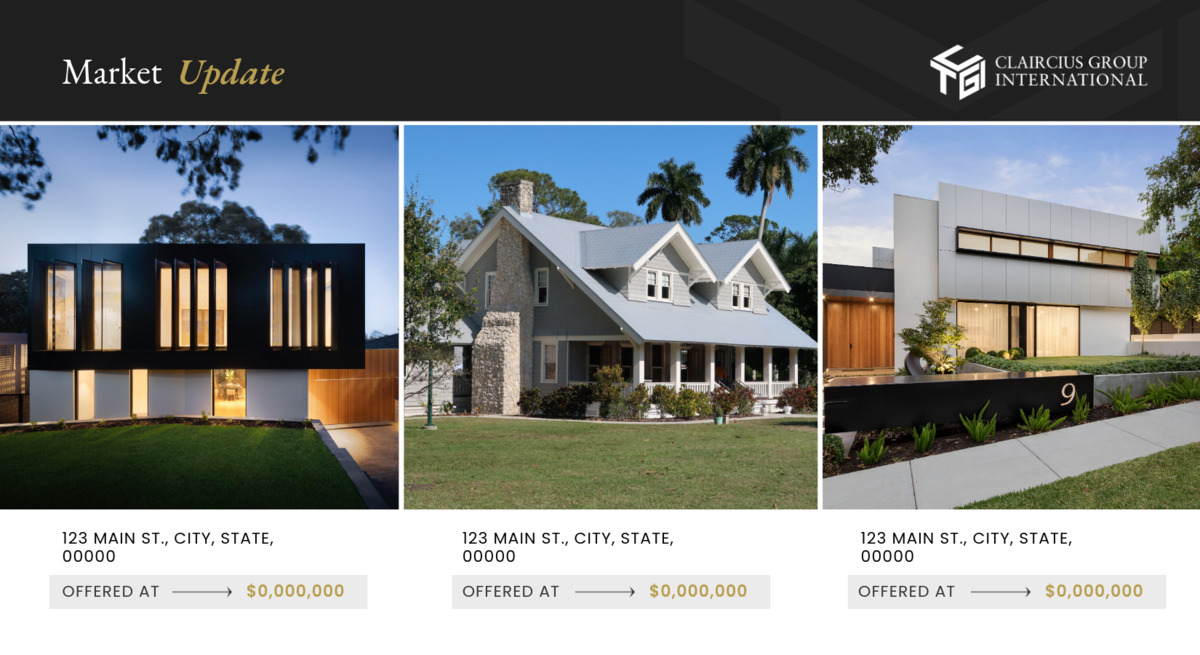 Market Update
CLAIRCIUS GROUP
INTERNATIONAL
9
123 MAIN ST., CITY, STATE,
00000
OFFERED AT $0,000,000
123 MAIN ST., CITY, STATE,
00000
OFFERED AT $0,000,000
123 MAIN ST., CITY, STATE,
00000
OFFERED AT $0,000,000